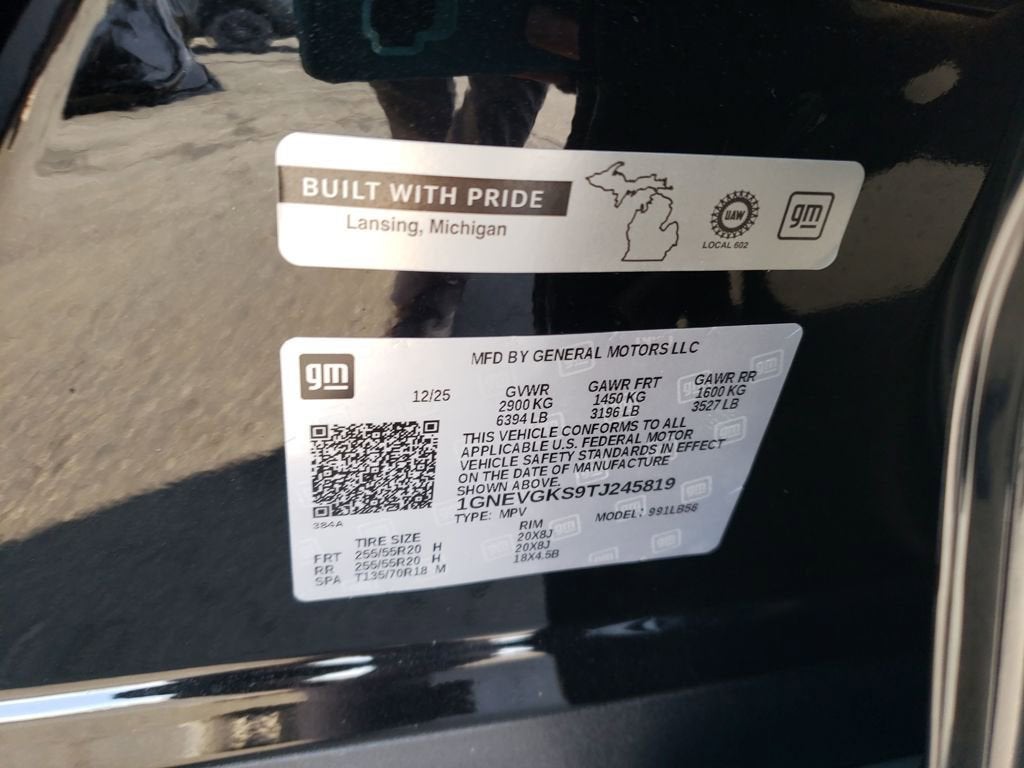 BUILT WITH PRIDE
Lansing, Michigan
UAW
LOCAL 602
gm
gm
MFD BY GENERAL MOTORS LLC
12/25
GVWR
2900 KG
6394 LB
GAWR FRT
1450 KG
3196 LB
GAWR RR
1600 KG
3527 LB
THIS VEHICLE CONFORMS TO ALL
APPLICABLE U.S. FEDERAL MOTOR
VEHICLE SAFETY STANDARDS IN EFFECT
ON THE DATE OF MANUFACTURE
SHOWN ABOVE.
1GNEVGKS9TJ245819
TYPE: MPV MODEL: 991LB56
384A
TIRE SIZE RIM
FRT 255/55R20 H 20X8J
RR 255/55R20 H 20X8J
SPA T135/70R18 M 18X4.5B